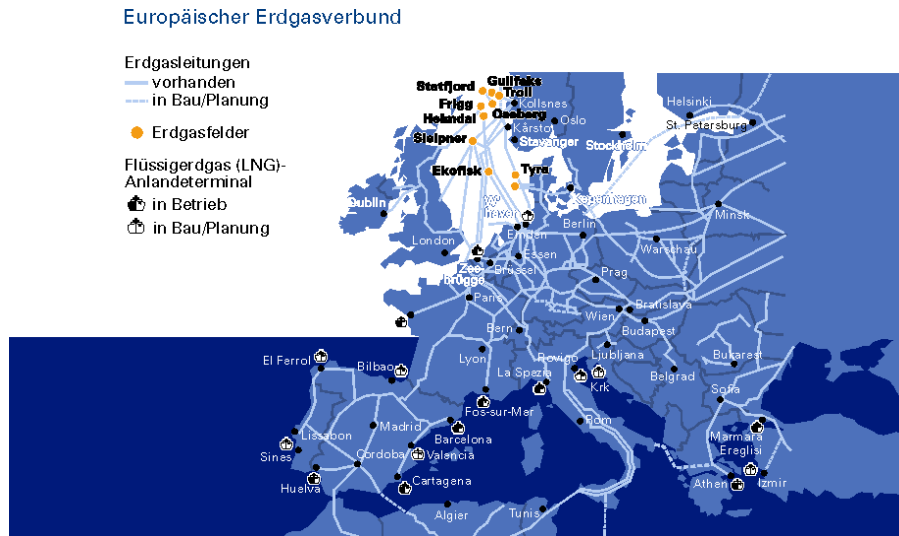 Europäischer Erdgasverbund
Erdgasleitungen
vorhanden
in Bau/Planung
Erdgasfelder
Flüssigerdgas (LNG)-
Anlandeterminal
in Betrieb
in Bau/Planung
Statfjord
Gullfaks
Troll
Frigg
Kollsnes
Heimdal
Oseberg
Kårstø
Oslo
Helsinki
St. Petersburg
Sleipner
Stavanger
Stockholm
Ekofisk
Tyra
Dublin
Kopenhagen
Minsk
Emden
Berlin
London
Warschau
Essen
Zee-
brügge
Brüssel
Prag
Paris
Wien
Bratislava
Bern
Budapest
El Ferrol
Bilbao
Lyon
La Spezia
Rovigo
Ljubljana
Krk
Belgrad
Bukarest
Sofia
Fos-sur-Mer
Rom
Lissabon
Madrid
Barcelona
Marmara
Ereglisi
Sines
Cordoba
Valencia
Huelva
Cartagena
Athen
Izmir
Algier
Tunis